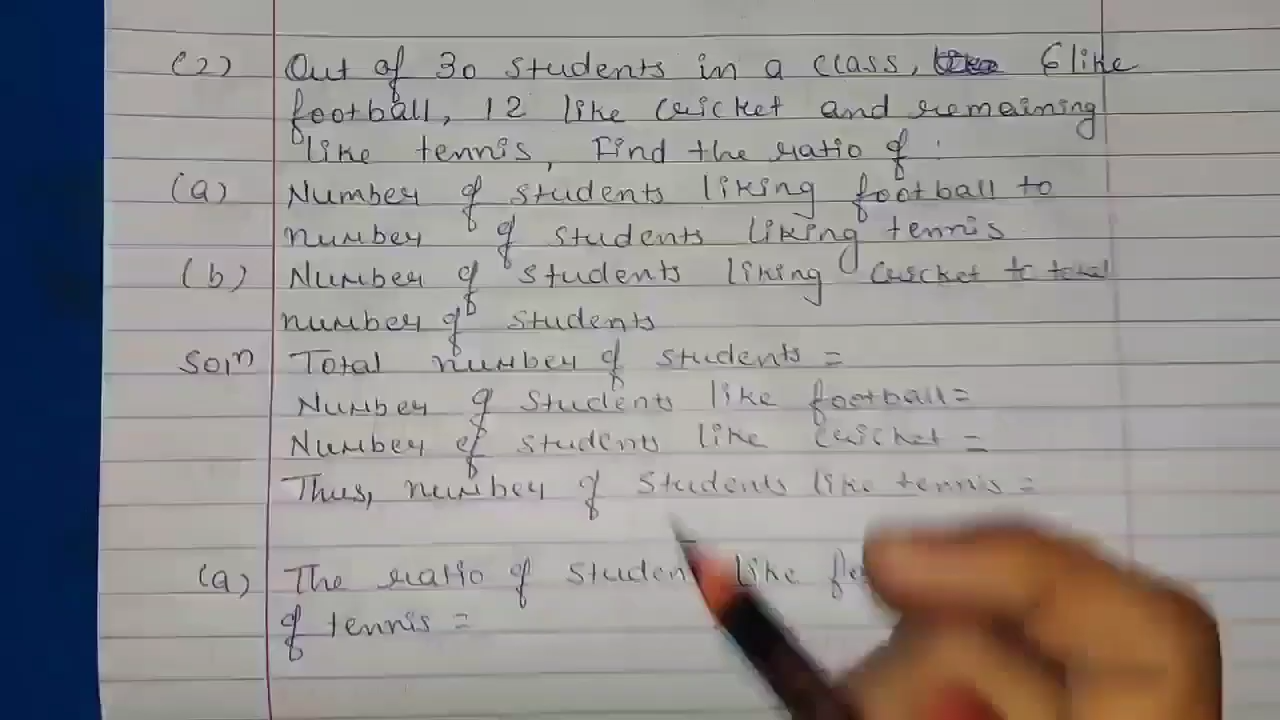 (2) Out of 30 students in a class, 6 like
football, 12 like cricket and remaining
like tennis, Find the ratio of :
(a) Number of students liking football to
number of students liking tennis
(b) Number of students liking cricket to total
number of students
Soln Total number of students =
Number of students like football=
Number of students like cricket =
Thus, number of students like tennis =
(a) The ratio of student like
of tennis =